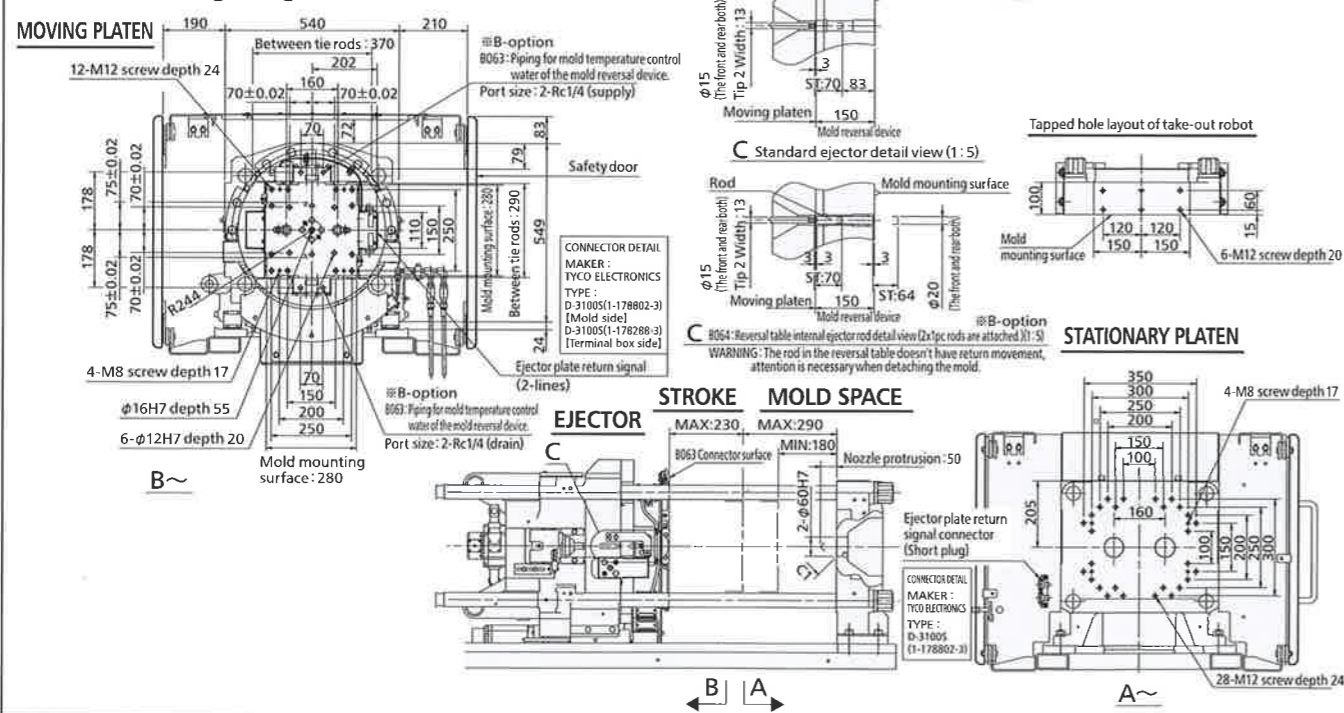 MOVING PLATEN
190
540
210
Between tie rods : 370
202
12-M12 screw depth 24
160
70±0.02
70±0.02
※B-option
B063: Piping for mold temperature control
water of the mold reversal device.
Port size : 2-Rc1/4 (supply)
70
72
83
79
Safety door
178
75±0.02
70±0.02
178
75±0.02
70±0.02
110
150
250
Mold mounting surface : 280
Between tie rods : 290
549
24
R244
CONNECTOR DETAIL
MAKER :
TYCO ELECTRONICS
TYPE :
D-3100S(1-178802-3)
[Mold side]
D-3100S(1-178288-3)
[Terminal box side]
4-M8 screw depth 17
φ16H7 depth 55
6-φ12H7 depth 20
70
150
200
250
Mold mounting
surface : 280
※B-option
B063: Piping for mold temperature control
water of the mold reversal device.
Port size : 2-Rc1/4 (drain)
Ejector plate return signal
(2-lines)
B～
φ15
(The front and rear both)
Tip 2 Width : 13
3
ST:70
83
Moving platen
150
Mold reversal device
C Standard ejector detail view (1 : 5)
Rod
Mold mounting surface
φ15
(The front and rear both)
Tip 2 Width : 13
3
3
3
ST:70
ST:64
φ20
(The front and rear both)
Moving platen
150
Mold reversal device
※B-option
C B064 : Reversal table internal ejector rod detail view (2x1pc rods are attached.)(1 : 5)
WARNING: The rod in the reversal table doesn't have return movement,
attention is necessary when detaching the mold.
Tapped hole layout of take-out robot
100
60
15
120
120
150
150
Mold
mounting surface
6-M12 screw depth 20
EJECTOR
STROKE
MOLD SPACE
C
MAX:230
MAX:290
MIN:180
B063 Connector surface
Nozzle protrusion : 50
2-φ60H7
C1
B
A
STATIONARY PLATEN
350
300
250
200
150
100
4-M8 screw depth 17
205
160
100
150
200
250
300
Ejector plate return
signal connector
(Short plug)
CONNECTOR DETAIL
MAKER :
TYCO ELECTRONICS
TYPE :
D-3100S
(1-178802-3)
28-M12 screw depth 24
A～